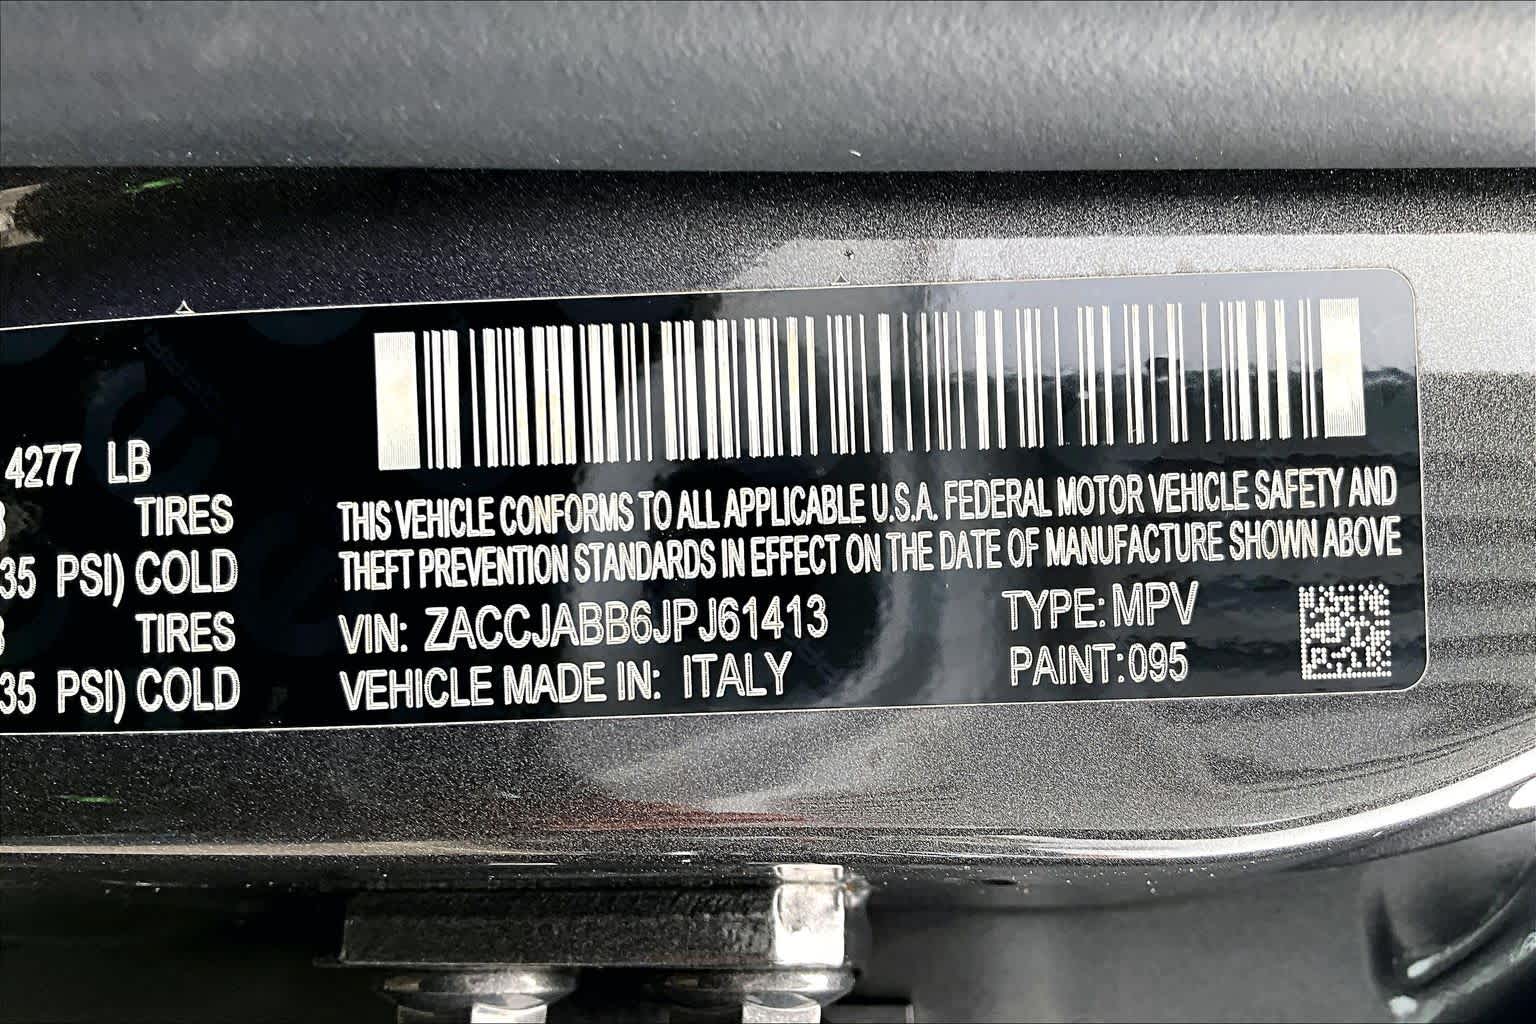 4277 LB
TIRES
35 PSI) COLD
TIRES
35 PSI) COLD
THIS VEHICLE CONFORMS TO ALL APPLICABLE U.S.A. FEDERAL MOTOR VEHICLE SAFETY AND
THEFT PREVENTION STANDARDS IN EFFECT ON THE DATE OF MANUFACTURE SHOWN ABOVE
VIN: ZACCJABB6JPJ61413
TYPE: MPV
VEHICLE MADE IN: ITALY
PAINT: 095